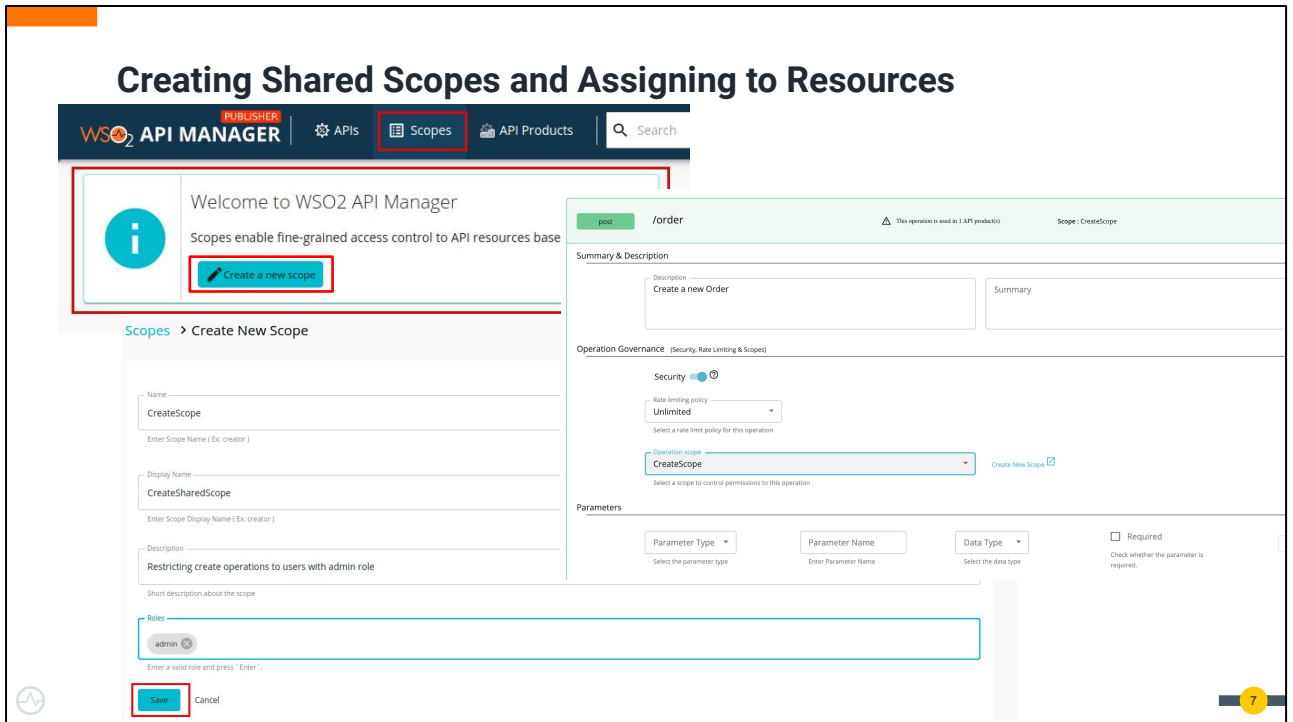 Creating Shared Scopes and Assigning to Resources
PUBLISHER
WSO2 API MANAGER
APIs
Scopes
API Products
Search
Welcome to WSO2 API Manager
Scopes enable fine-grained access control to API resources base
Create a new scope
Scopes > Create New Scope
Name
CreateScope
Enter Scope Name ( Ex: creator )
Display Name
CreateSharedScope
Enter Scope Display Name ( Ex: creator )
Description
Restricting create operations to users with admin role
Short description about the scope
Roles
admin
Enter a valid role and press `Enter`.
Save
Cancel
post
/order
This operation is used in 1 API product(s)
Scope : CreateScope
Summary & Description
Description
Create a new Order
Summary
Operation Governance (Security, Rate Limiting & Scopes)
Security
Rate limiting policy
Unlimited
Select a rate limit policy for this operation
Operation scope
CreateScope
Create New Scope
Select a scope to control permissions to this operation
Parameters
Parameter Type
Select the parameter type
Parameter Name
Enter Parameter Name
Data Type
Select the data type
Required
Check whether the parameter is
required.
7